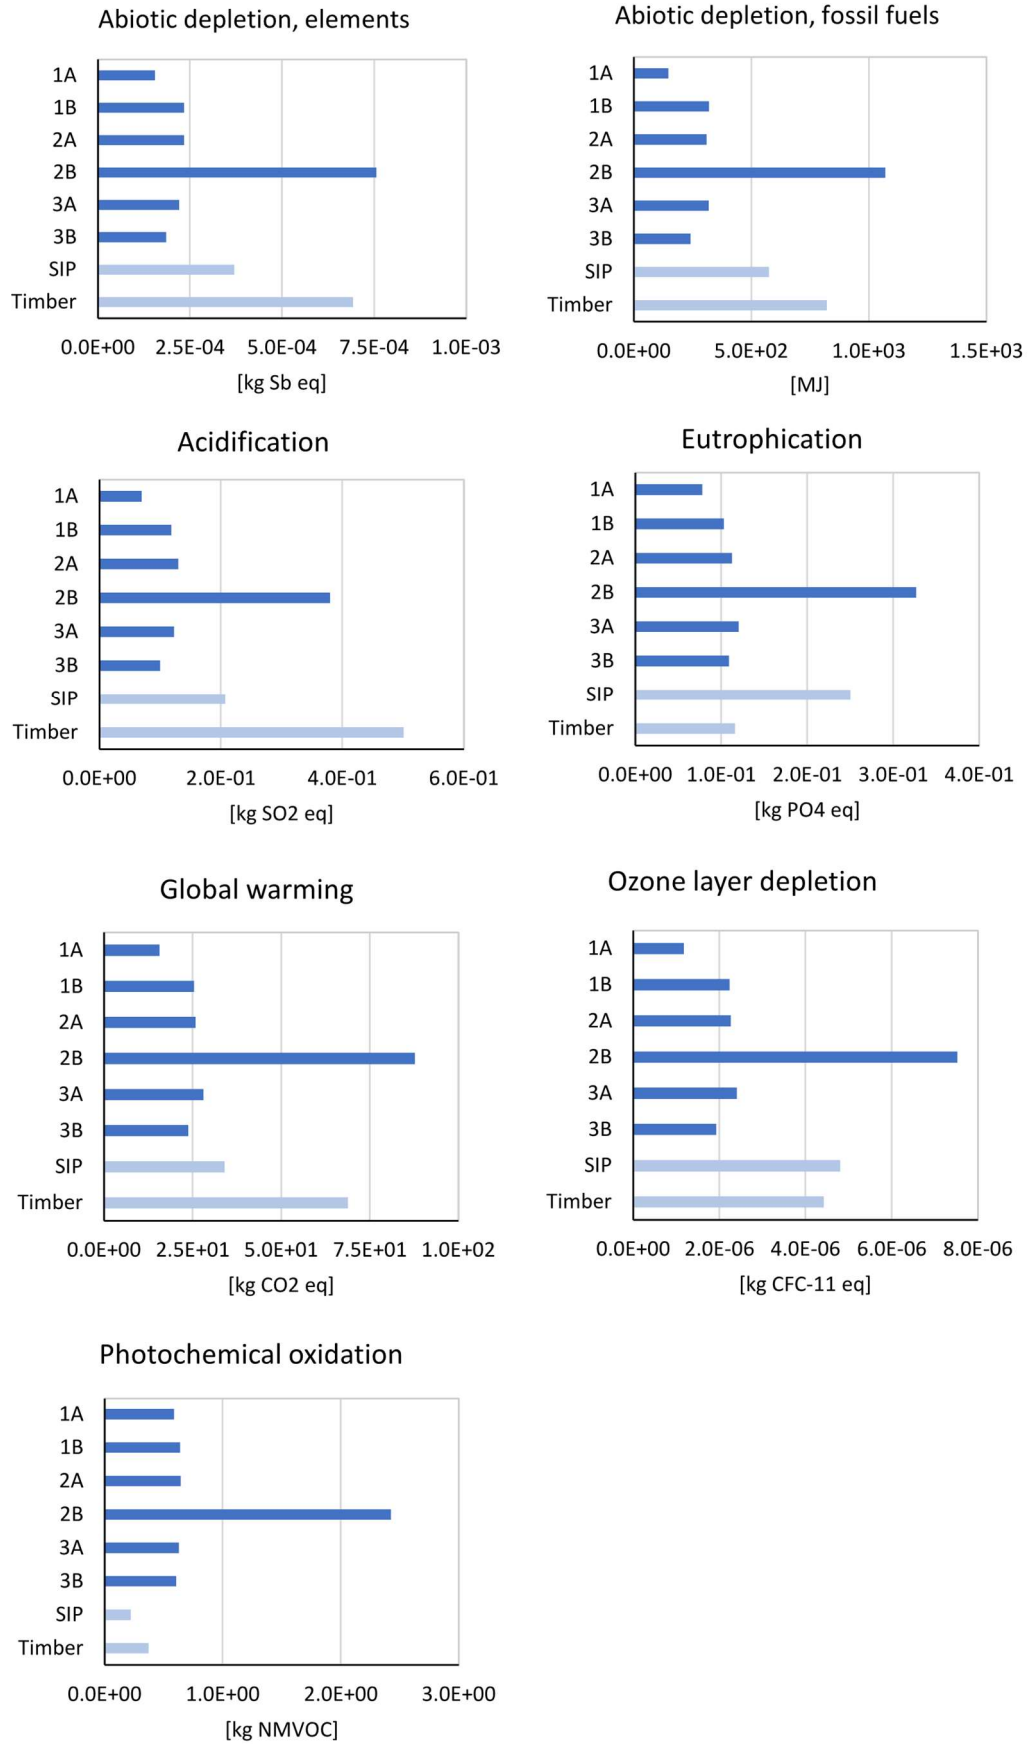 Abiotic depletion, elements
1A
1B
2A
2B
3A
3B
SIP
Timber
0.0E+00 2.5E-04 5.0E-04 7.5E-04 1.0E-03
[kg Sb eq]
Abiotic depletion, fossil fuels
1A
1B
2A
2B
3A
3B
SIP
Timber
0.0E+00 5.0E+02 1.0E+03 1.5E+03
[MJ]
Acidification
1A
1B
2A
2B
3A
3B
SIP
Timber
0.0E+00 2.0E-01 4.0E-01 6.0E-01
[kg SO2 eq]
Eutrophication
1A
1B
2A
2B
3A
3B
SIP
Timber
0.0E+00 1.0E-01 2.0E-01 3.0E-01 4.0E-01
[kg PO4 eq]
Global warming
1A
1B
2A
2B
3A
3B
SIP
Timber
0.0E+00 2.5E+01 5.0E+01 7.5E+01 1.0E+02
[kg CO2 eq]
Ozone layer depletion
1A
1B
2A
2B
3A
3B
SIP
Timber
0.0E+00 2.0E-06 4.0E-06 6.0E-06 8.0E-06
[kg CFC-11 eq]
Photochemical oxidation
1A
1B
2A
2B
3A
3B
SIP
Timber
0.0E+00 1.0E+00 2.0E+00 3.0E+00
[kg NMVOC]